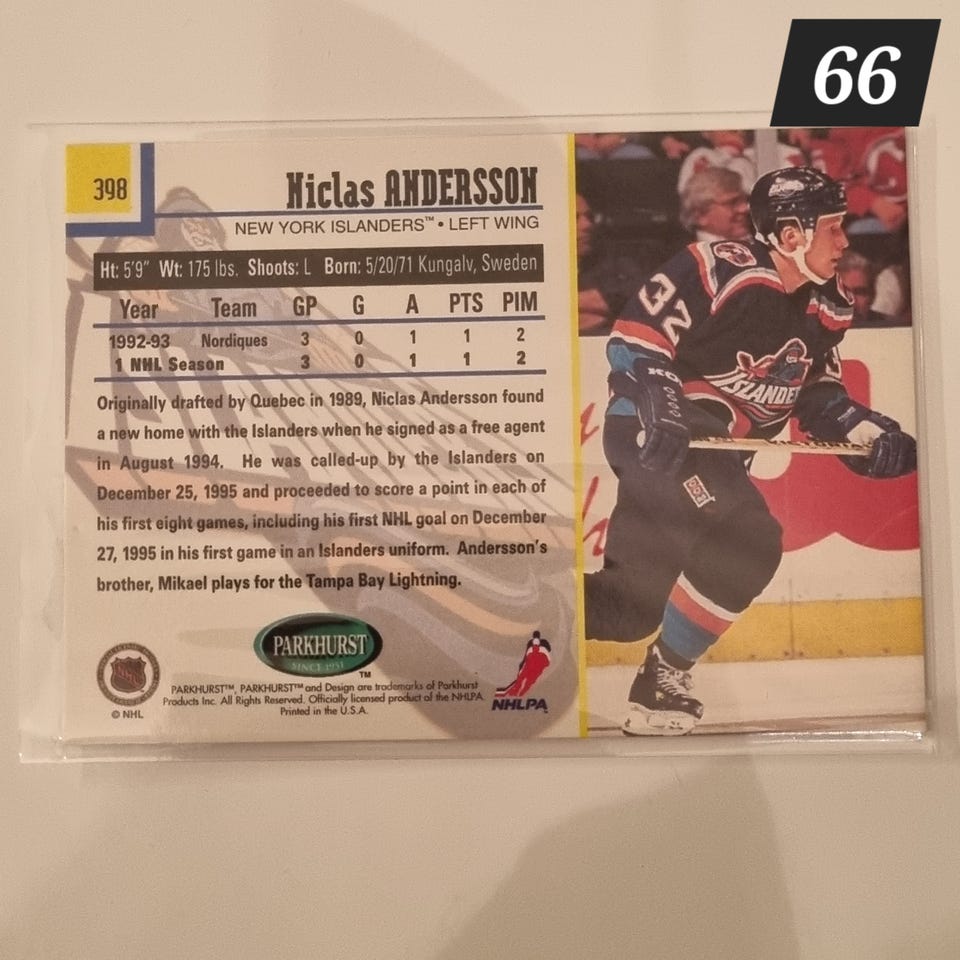 66
398
Niclas ANDERSSON
NEW YORK ISLANDERS™ • LEFT WING
Ht: 5'9" Wt: 175 lbs. Shoots: L Born: 5/20/71 Kungalv, Sweden
Year Team GP G A PTS PIM
1992-93 Nordiques 3 0 1 1 2
1 NHL Season 3 0 1 1 2
Originally drafted by Quebec in 1989, Niclas Andersson found
a new home with the Islanders when he signed as a free agent
in August 1994. He was called-up by the Islanders on
December 25, 1995 and proceeded to score a point in each of
his first eight games, including his first NHL goal on December
27, 1995 in his first game in an Islanders uniform. Andersson's
brother, Mikael plays for the Tampa Bay Lightning.
PARKHURST
SINCE 1951
™
PARKHURST™, PARKHURST™ and Design are trademarks of Parkhurst
Products Inc. All Rights Reserved. Officially licensed product of the NHLPA.
Printed in the U.S.A.
© NHL
NHLPA™
32
ISLANDE